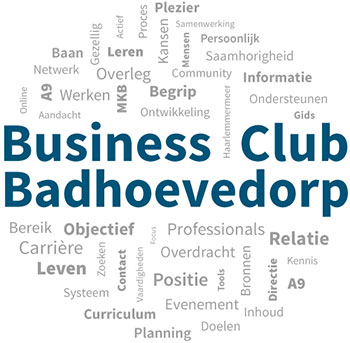 Plezier
Proces
Actief
Samenwerking
Gezellig
Kansen
Mensen
Persoonlijk
Baan
Leren
Saamhorigheid
Netwerk
Overleg
Community
Informatie
Online
A9
Werken
MKB
Begrip
Ondersteunen
Aandacht
Ontwikkeling
Haarlemmermeer
Gids
Business Club
Badhoevedorp
Bereik
Objectief
Focus
Professionals
Relatie
Carrière
Zoeken
Contact
Vaardigheden
Overdracht
Bronnen
Kennis
Leven
Positie
Tools
Directie
A9
Systeem
Evenement
Inhoud
Curriculum
Doelen
Planning